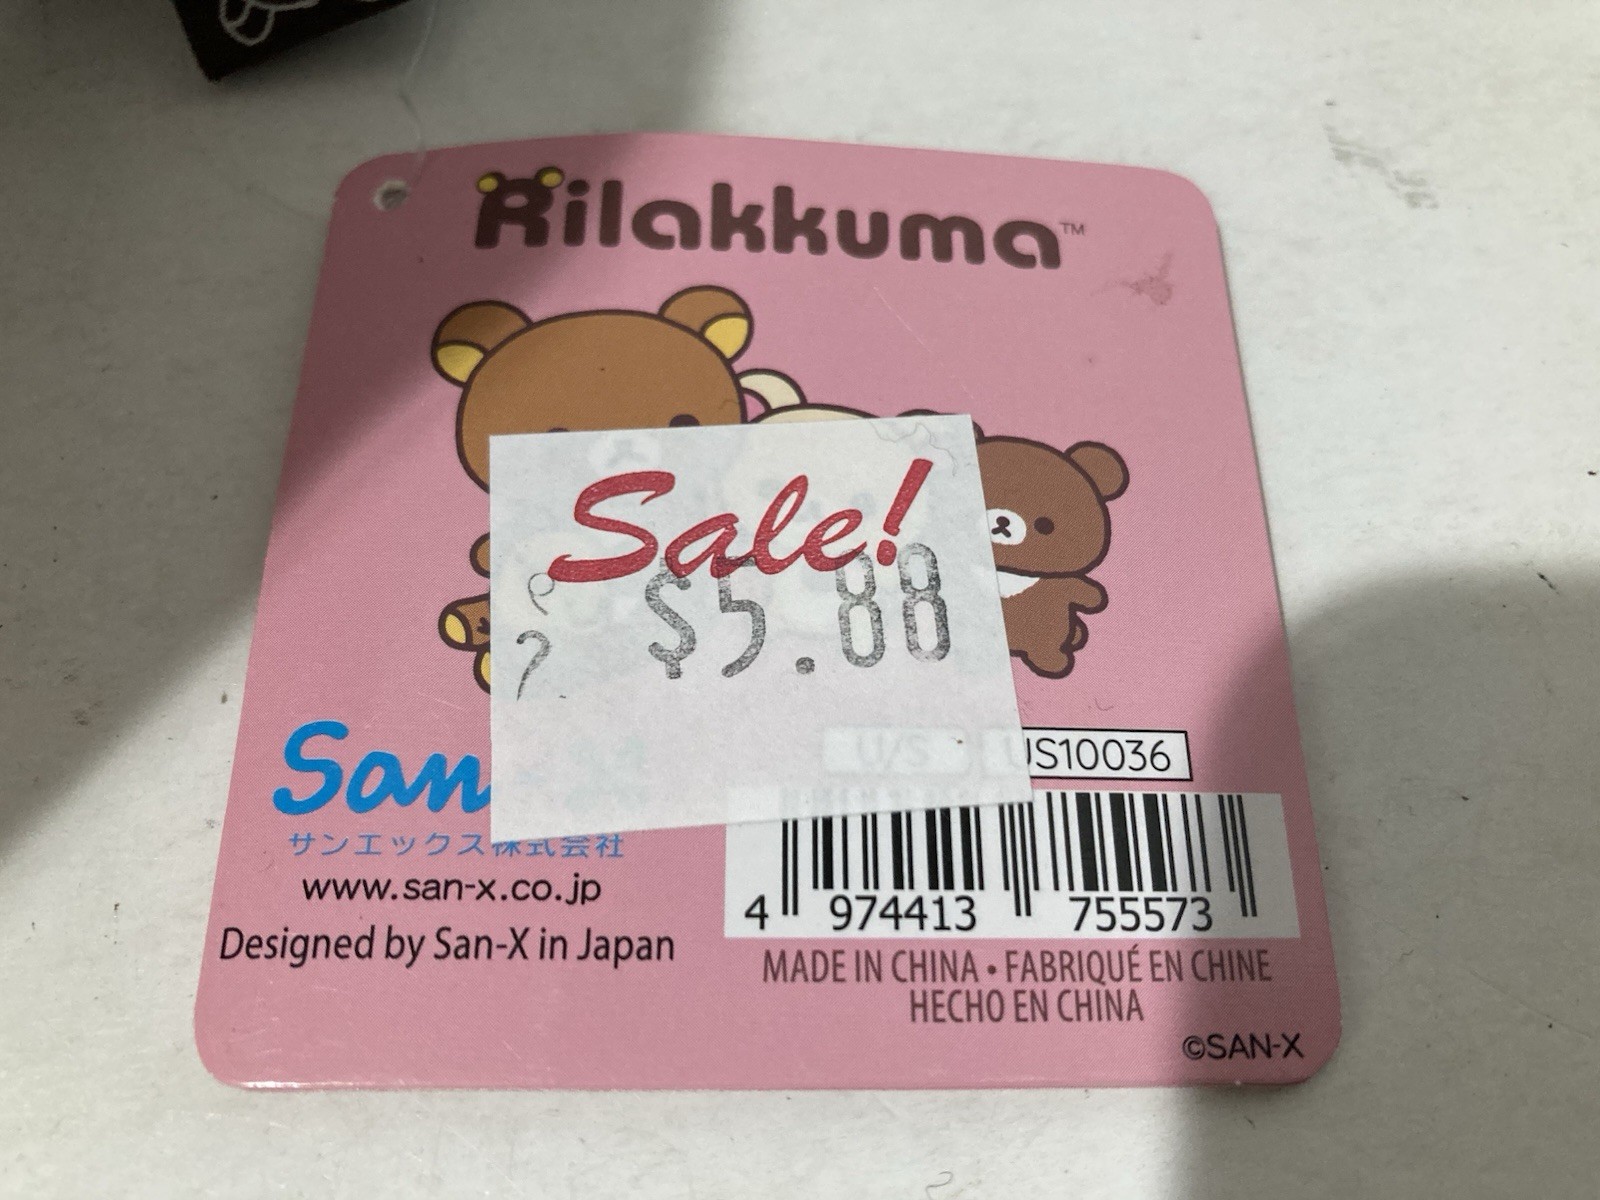 Rilakkuma™
Sale!
$5.88
U/S
US10036
San
サンエックス株式会社
www.san-x.co.jp
Designed by San-X in Japan
4 974413 755573
MADE IN CHINA • FABRIQUÉ EN CHINE
HECHO EN CHINA
©SAN-X